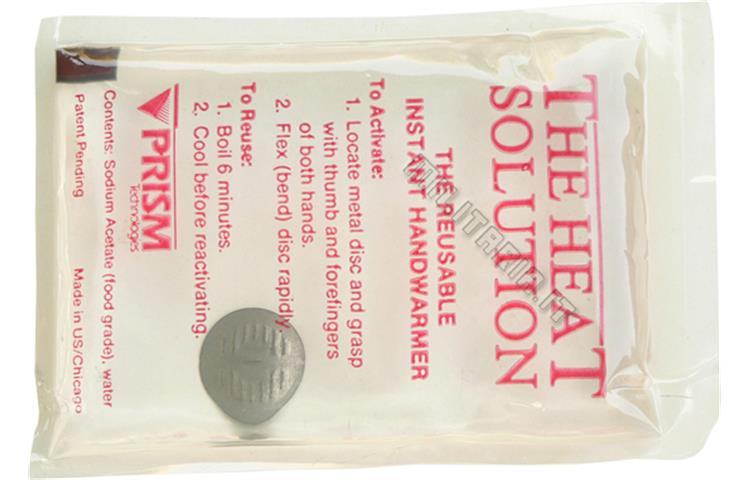 THE HEAT
SOLUTION
THE REUSABLE
INSTANT HANDWARMER
To Activate:
1. Locate metal disc and grasp
with thumb and forefingers
of both hands.
2. Flex (bend) disc rapidly.
To Reuse:
1. Boil 6 minutes.
2. Cool before reactivating.
PRISM
Technologies
Contents: Sodium Acetate (food grade), water
Patent Pending
Made in US/Chicago
MILITARIA.IT